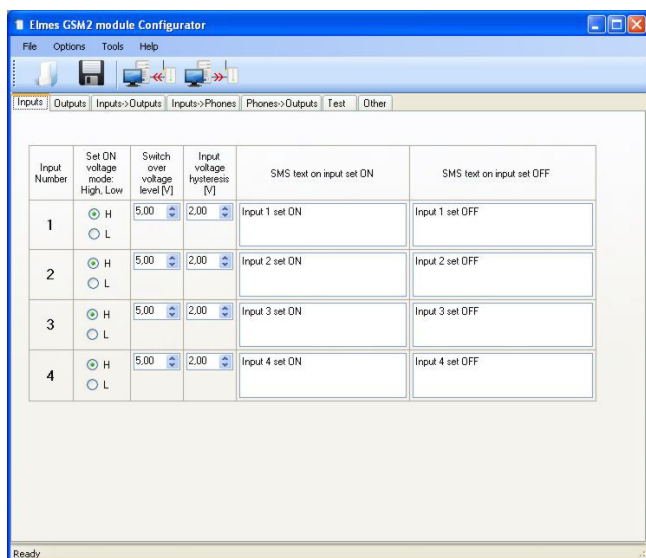 Elmes GSM2 module Configurator
File Options Tools Help
Inputs Outputs Inputs->Outputs Inputs->Phones Phones->Outputs Test Other
Input Number Set ON voltage mode: High, Low Switch over voltage level [V] Input voltage hysteresis [V] SMS text on input set ON SMS text on input set OFF
1 H 5,00 2,00 Input 1 set ON Input 1 set OFF
L
2 H 5,00 2,00 Input 2 set ON Input 2 set OFF
L
3 H 5,00 2,00 Input 3 set ON Input 3 set OFF
L
4 H 5,00 2,00 Input 4 set ON Input 4 set OFF
L
Ready